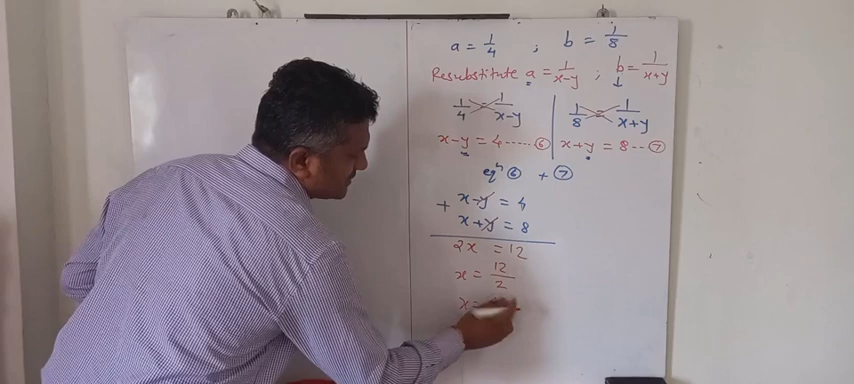 a = 1/4 ; b = 1/8
Resubstitute a = 1/x-y ; b = 1/x+y
1/4 = 1/x-y
x-y = 4 ...... ⑥
1/8 = 1/x+y
x+y = 8 --- ⑦
eqⁿ ⑥ + ⑦
+ x-y = 4
x+y = 8
2x = 12
x = 12/2
x =